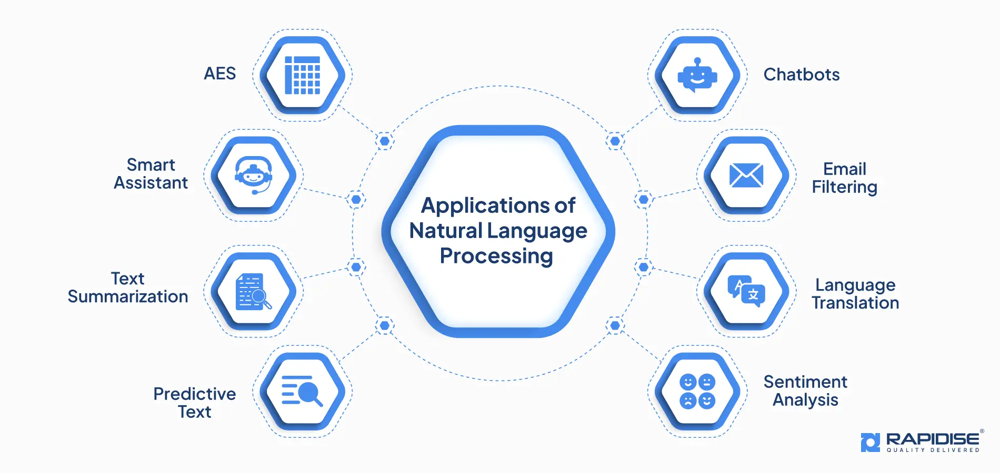 AES
Smart
Assistant
Text
Summarization
Predictive
Text
Applications of
Natural Language
Processing
Chatbots
Email
Filtering
Language
Translation
A
文
Sentiment
Analysis
RAPIDISE®
QUALITY DELIVERED